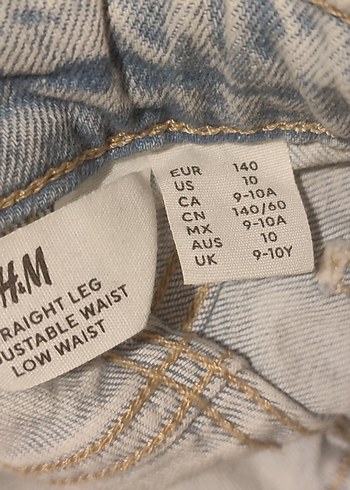 EUR 140
US 10
CA 9-10A
CN 140/60
MX 9-10A
AUS 10
UK 9-10Y
H&M
RAIGHT LEG
JUSTABLE WAIST
LOW WAIST